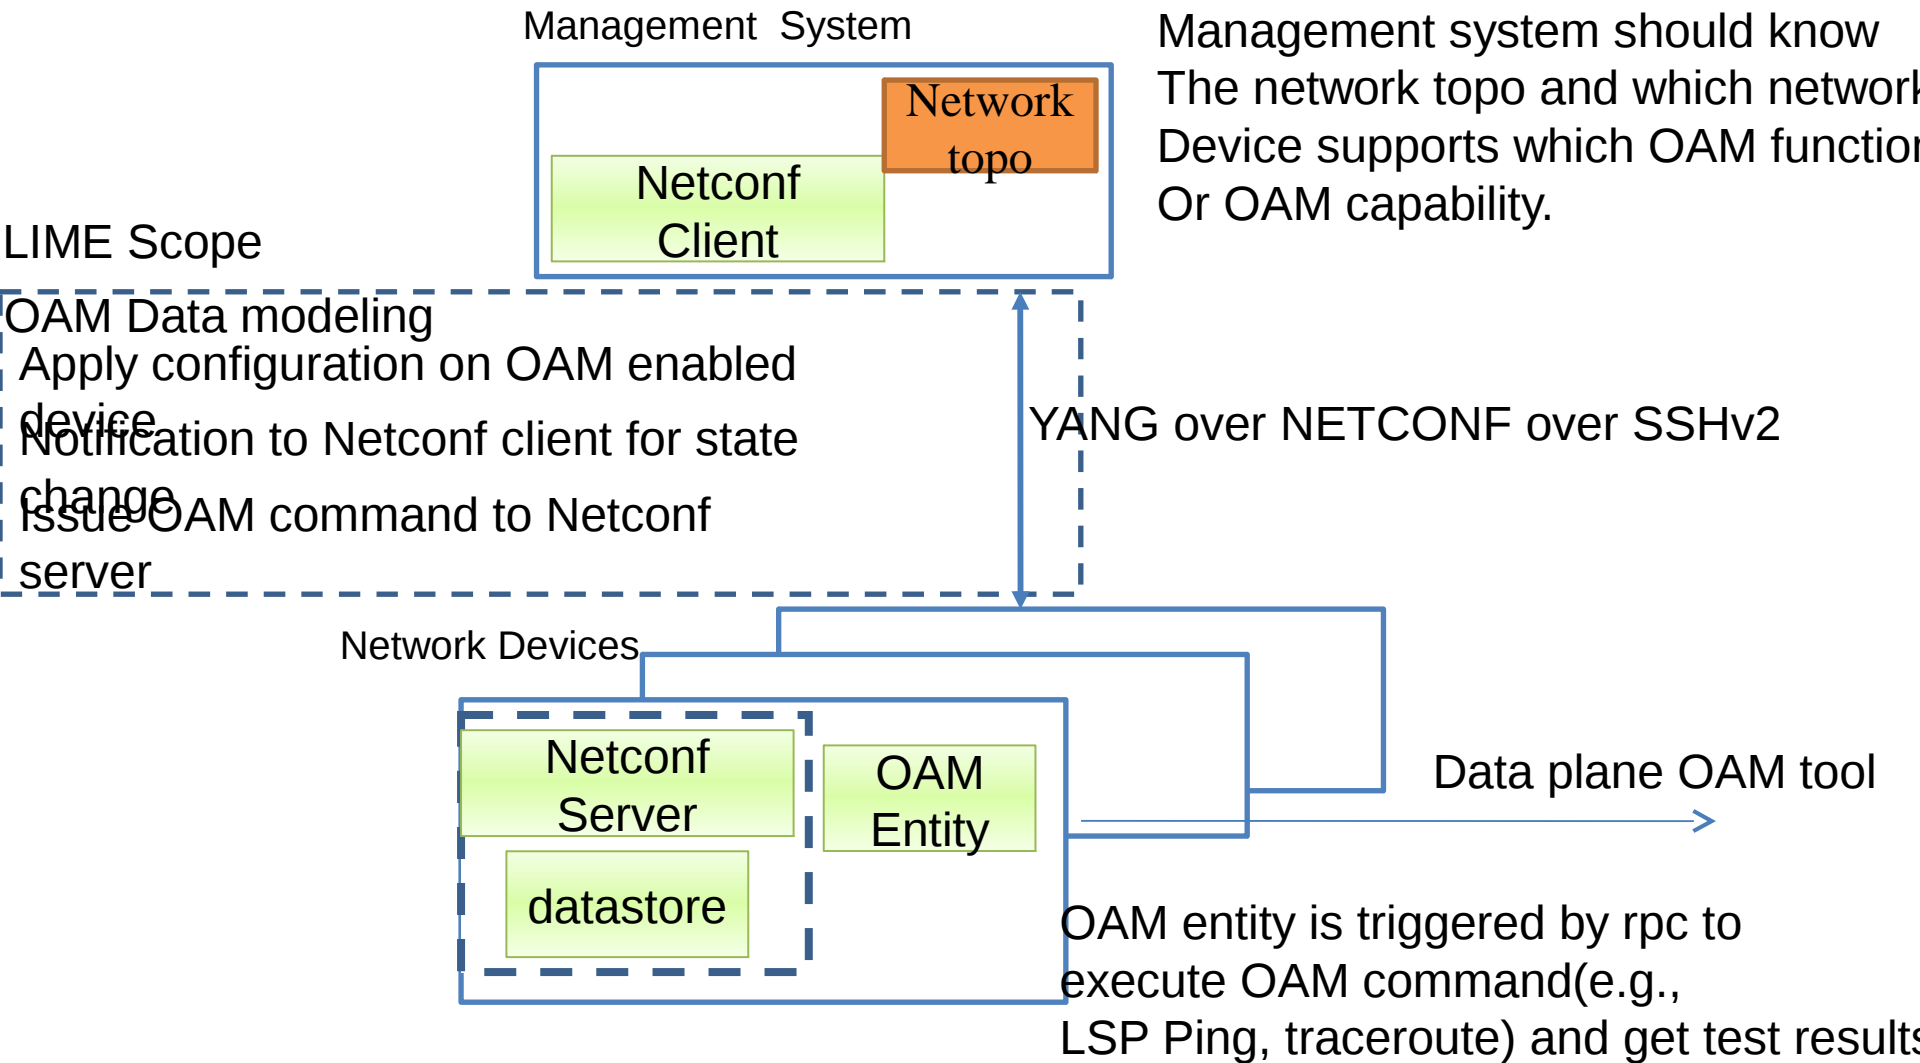 Management  System
Management system should know
The network topo and which network
Device supports which OAM function
Or OAM capability.
Network
topo
Netconf
Client
LIME Scope
OAM Data modeling
Apply configuration on OAM enabled
device
Notification to Netconf client for state
change
Issue OAM command to Netconf
server
YANG over NETCONF over SSHv2
Network Devices
Netconf
Server
OAM
Entity
datastore
Data plane OAM tool
OAM entity is triggered by rpc to
execute OAM command(e.g.,
LSP Ping, traceroute) and get test results